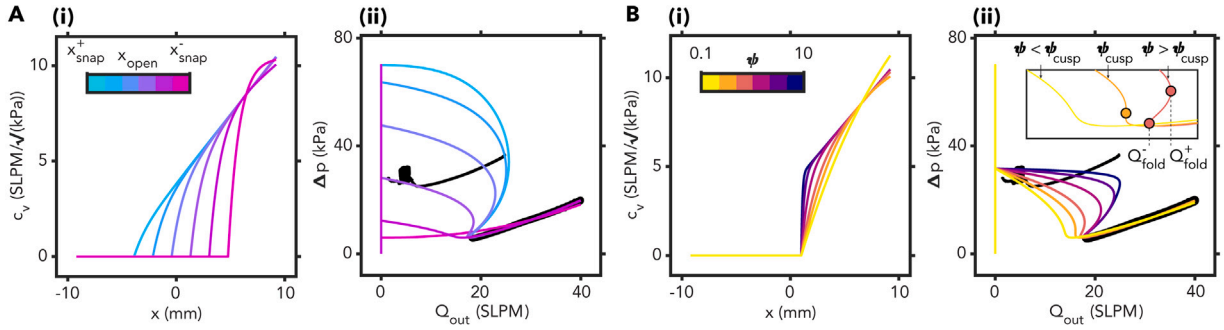 A (i) (ii) B (i) (ii)
x⁺snap xopen x⁻snap
10
5
0
cᵥ (SLPM/√(kPa))
-10 0 10
x (mm)
80
40
0
Δp (kPa)
0 20 40
Qout (SLPM)
0.1 ψ 10
10
5
0
cᵥ (SLPM/√(kPa))
-10 0 10
x (mm)
ψ < ψcusp ψcusp ψ > ψcusp
80
40
0
Δp (kPa)
Q⁻fold Q⁺fold
0 20 40
Qout (SLPM)